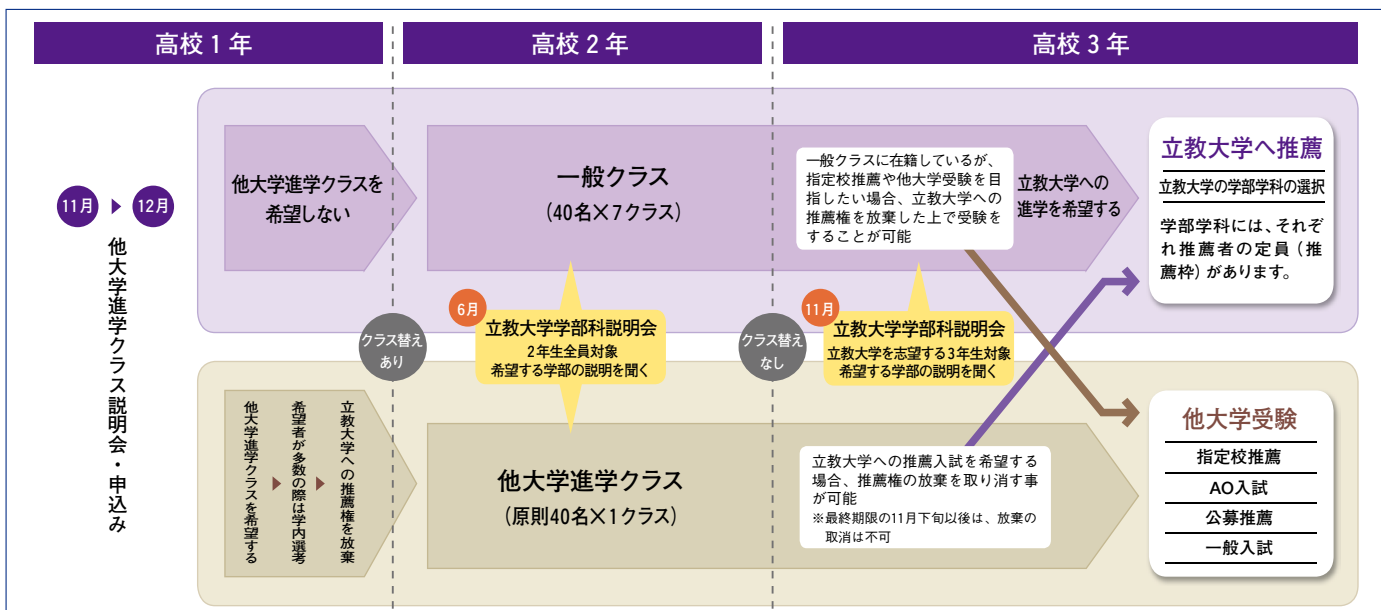 高校1年
高校2年
高校3年
11月
12月
他大学進学クラス説明会・申込み
他大学進学クラスを
希望しない
一般クラス
(40名×7クラス)
一般クラスに在籍しているが、
指定校推薦や他大学受験を目
指したい場合、立教大学への
推薦権を放棄した上で受験を
することが可能
立教大学への
進学を希望する
立教大学へ推薦
立教大学の学部学科の選択
学部学科には、それぞ
れ推薦者の定員(推
薦枠)があります。
クラス替え
あり
6月
立教大学学部科説明会
2年生全員対象
希望する学部の説明を聞く
クラス替え
なし
11月
立教大学学部科説明会
立教大学を志望する3年生対象
希望する学部の説明を聞く
他大学進学クラスを希望する
希望者が多数の際は学内選考
立教大学への推薦権を放棄
他大学進学クラス
(原則40名×1クラス)
立教大学への推薦入試を希望する
場合、推薦権の放棄を取り消す事
が可能
※最終期限の11月下旬以後は、放棄の
取消は不可
他大学受験
指定校推薦
AO入試
公募推薦
一般入試